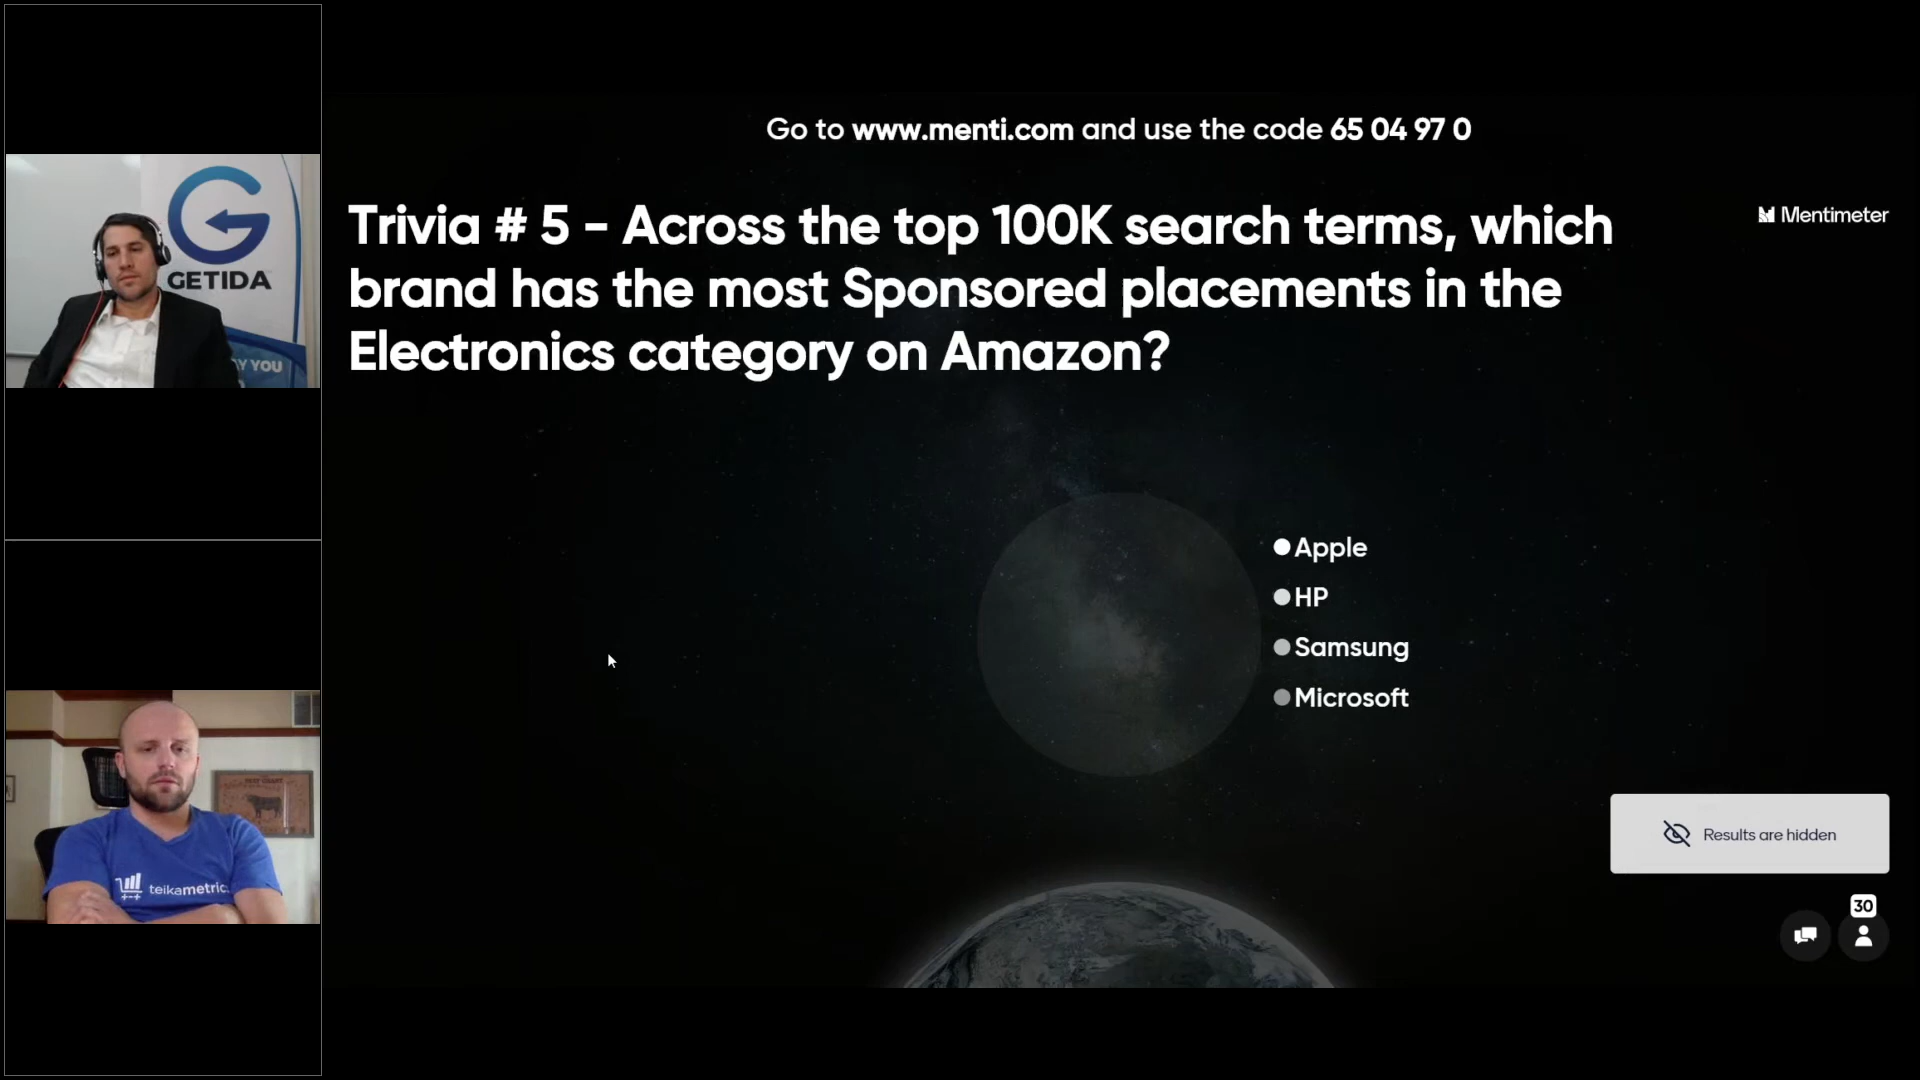 Go to www.menti.com and use the code 65 04 97 0
Trivia # 5 - Across the top 100K search terms, which
brand has the most Sponsored placements in the
Electronics category on Amazon?
Mentimeter
GETIDA
YOU
Apple
HP
Samsung
Microsoft
teikametric
Results are hidden
30